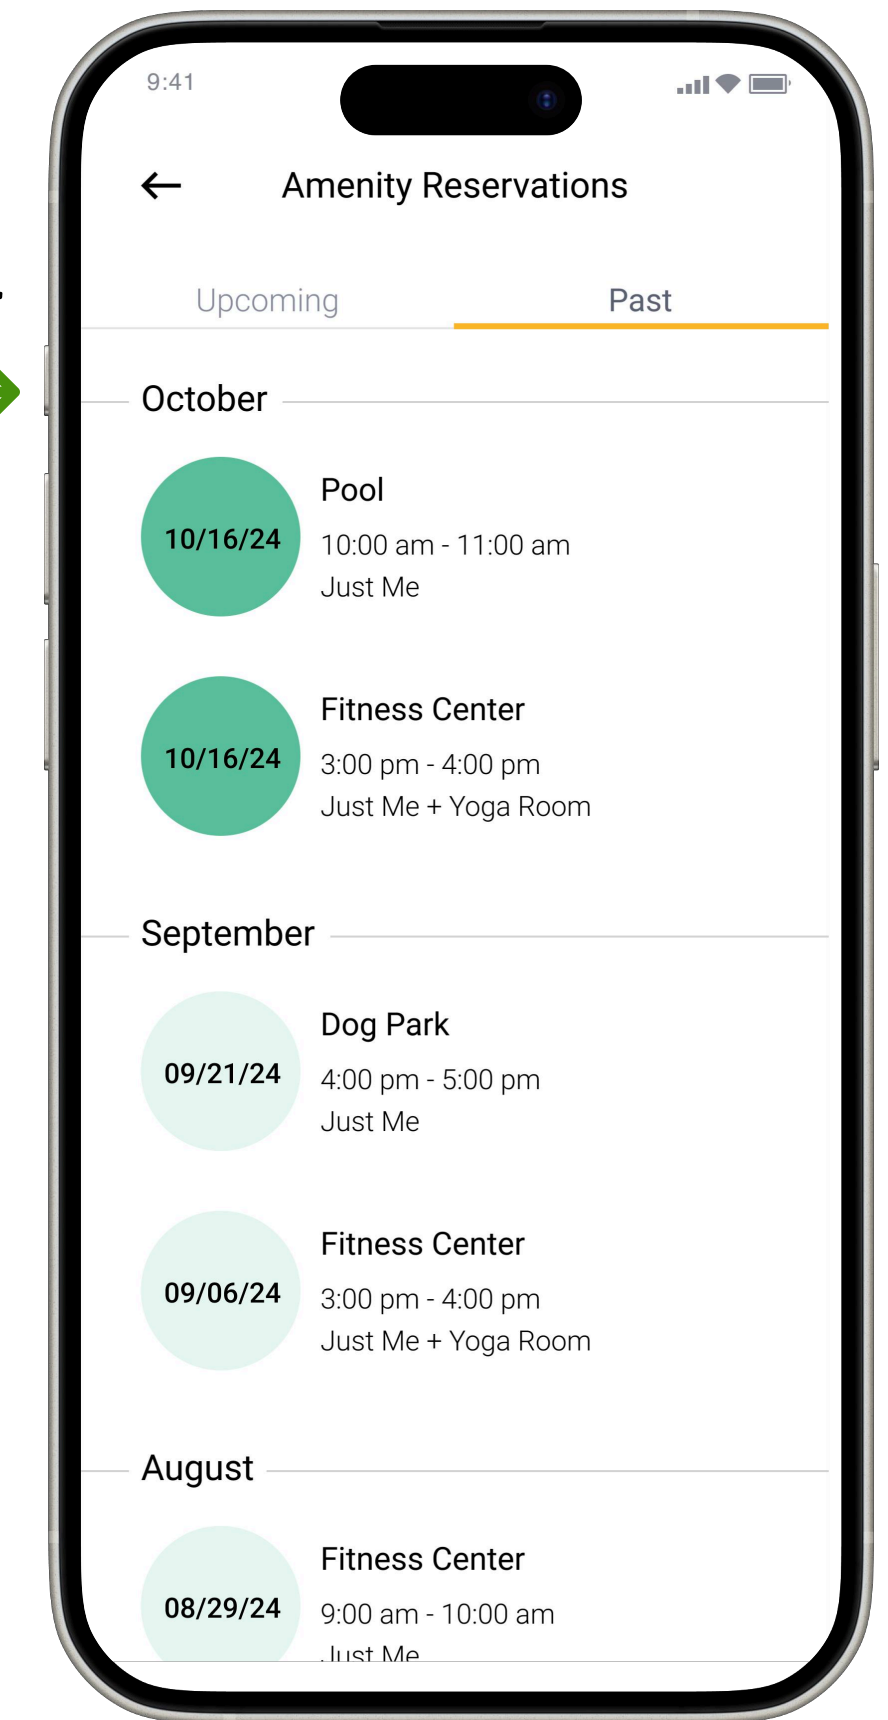 9:41
Amenity Reservations
Upcoming
Past
October
10/16/24
Pool
10:00 am - 11:00 am
Just Me
10/16/24
Fitness Center
3:00 pm - 4:00 pm
Just Me + Yoga Room
September
09/21/24
Dog Park
4:00 pm - 5:00 pm
Just Me
09/06/24
Fitness Center
3:00 pm - 4:00 pm
Just Me + Yoga Room
August
08/29/24
Fitness Center
9:00 am - 10:00 am
Just Me